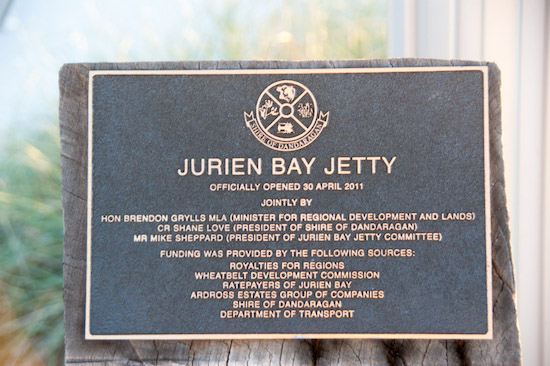 SHIRE OF DANDARAGAN
JURIEN BAY JETTY
OFFICIALLY OPENED 30 APRIL 2011
JOINTLY BY
HON BRENDON GRYLLS MLA (MINISTER FOR REGIONAL DEVELOPMENT AND LANDS)
CR SHANE LOVE (PRESIDENT OF SHIRE OF DANDARAGAN)
MR MIKE SHEPPARD (PRESIDENT OF JURIEN BAY JETTY COMMITTEE)
FUNDING WAS PROVIDED BY THE FOLLOWING SOURCES:
ROYALTIES FOR REGIONS
WHEATBELT DEVELOPMENT COMMISSION
RATEPAYERS OF JURIEN BAY
ARDROSS ESTATES GROUP OF COMPANIES
SHIRE OF DANDARAGAN
DEPARTMENT OF TRANSPORT